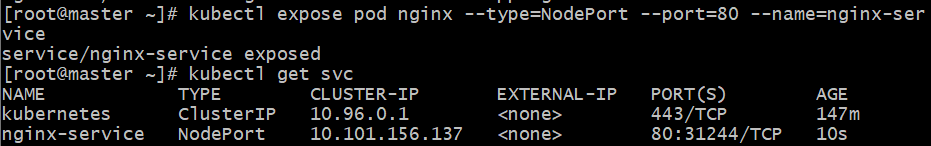 [root@master ~]# kubectl expose pod nginx --type=NodePort --port=80 --name=nginx-ser
vice
service/nginx-service exposed
[root@master ~]# kubectl get svc
NAME TYPE CLUSTER-IP EXTERNAL-IP PORT(S) AGE
kubernetes ClusterIP 10.96.0.1 <none> 443/TCP 147m
nginx-service NodePort 10.101.156.137 <none> 80:31244/TCP 10s